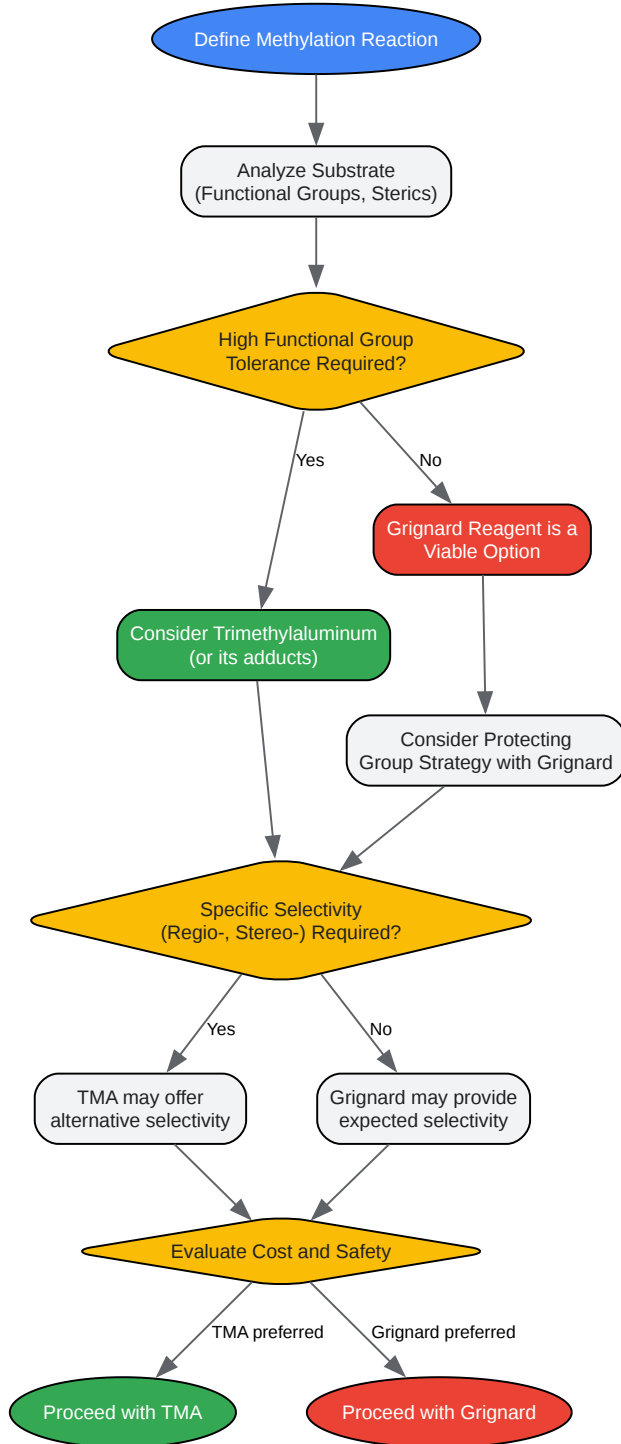 Define Methylation Reaction
Analyze Substrate
(Functional Groups, Sterics)
High Functional Group
Tolerance Required?
Yes
No
Grignard Reagent is a
Viable Option
Consider Trimethylaluminum
(or its adducts)
Consider Protecting
Group Strategy with Grignard
Specific Selectivity
(Regio-, Stereo-) Required?
Yes
No
TMA may offer
alternative selectivity
Grignard may provide
expected selectivity
Evaluate Cost and Safety
TMA preferred
Grignard preferred
Proceed with TMA
Proceed with Grignard